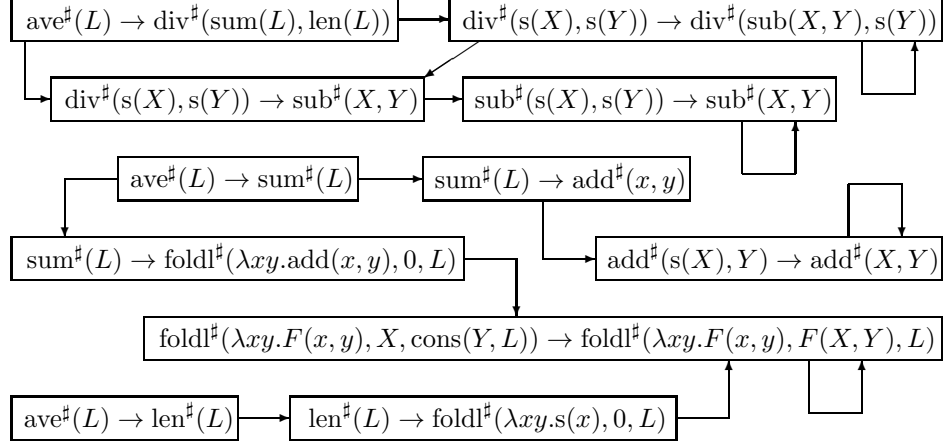 ave♯(L) → div♯(sum(L), len(L))
div♯(s(X), s(Y)) → div♯(sub(X, Y), s(Y))
div♯(s(X), s(Y)) → sub♯(X, Y)
sub♯(s(X), s(Y)) → sub♯(X, Y)
ave♯(L) → sum♯(L)
sum♯(L) → add♯(x, y)
sum♯(L) → foldl♯(λxy.add(x, y), 0, L)
add♯(s(X), Y) → add♯(X, Y)
foldl♯(λxy.F(x, y), X, cons(Y, L)) → foldl♯(λxy.F(x, y), F(X, Y), L)
ave♯(L) → len♯(L)
len♯(L) → foldl♯(λxy.s(x), 0, L)